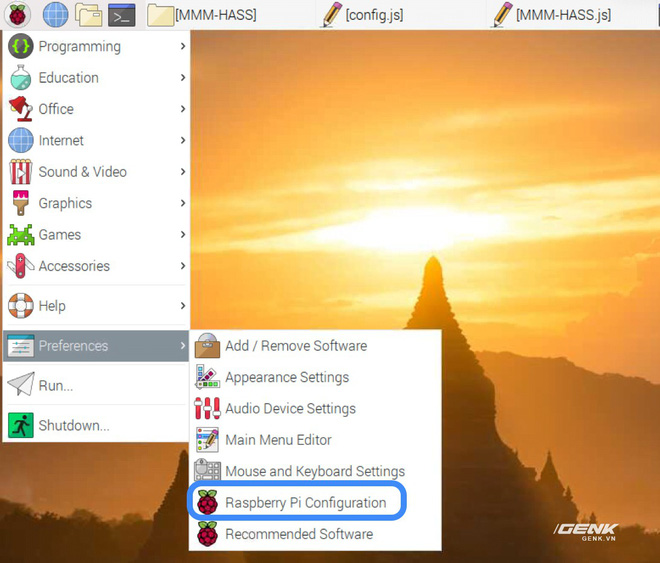 [MMM-HASS]
[config.js]
[MMM-HASS.js]
Programming
Education
Office
Internet
Sound & Video
Graphics
Games
Accessories
Help
Preferences
Run...
Shutdown...
Add / Remove Software
Appearance Settings
Audio Device Settings
Main Menu Editor
Mouse and Keyboard Settings
Raspberry Pi Configuration
Recommended Software
GENK
GENK.VN